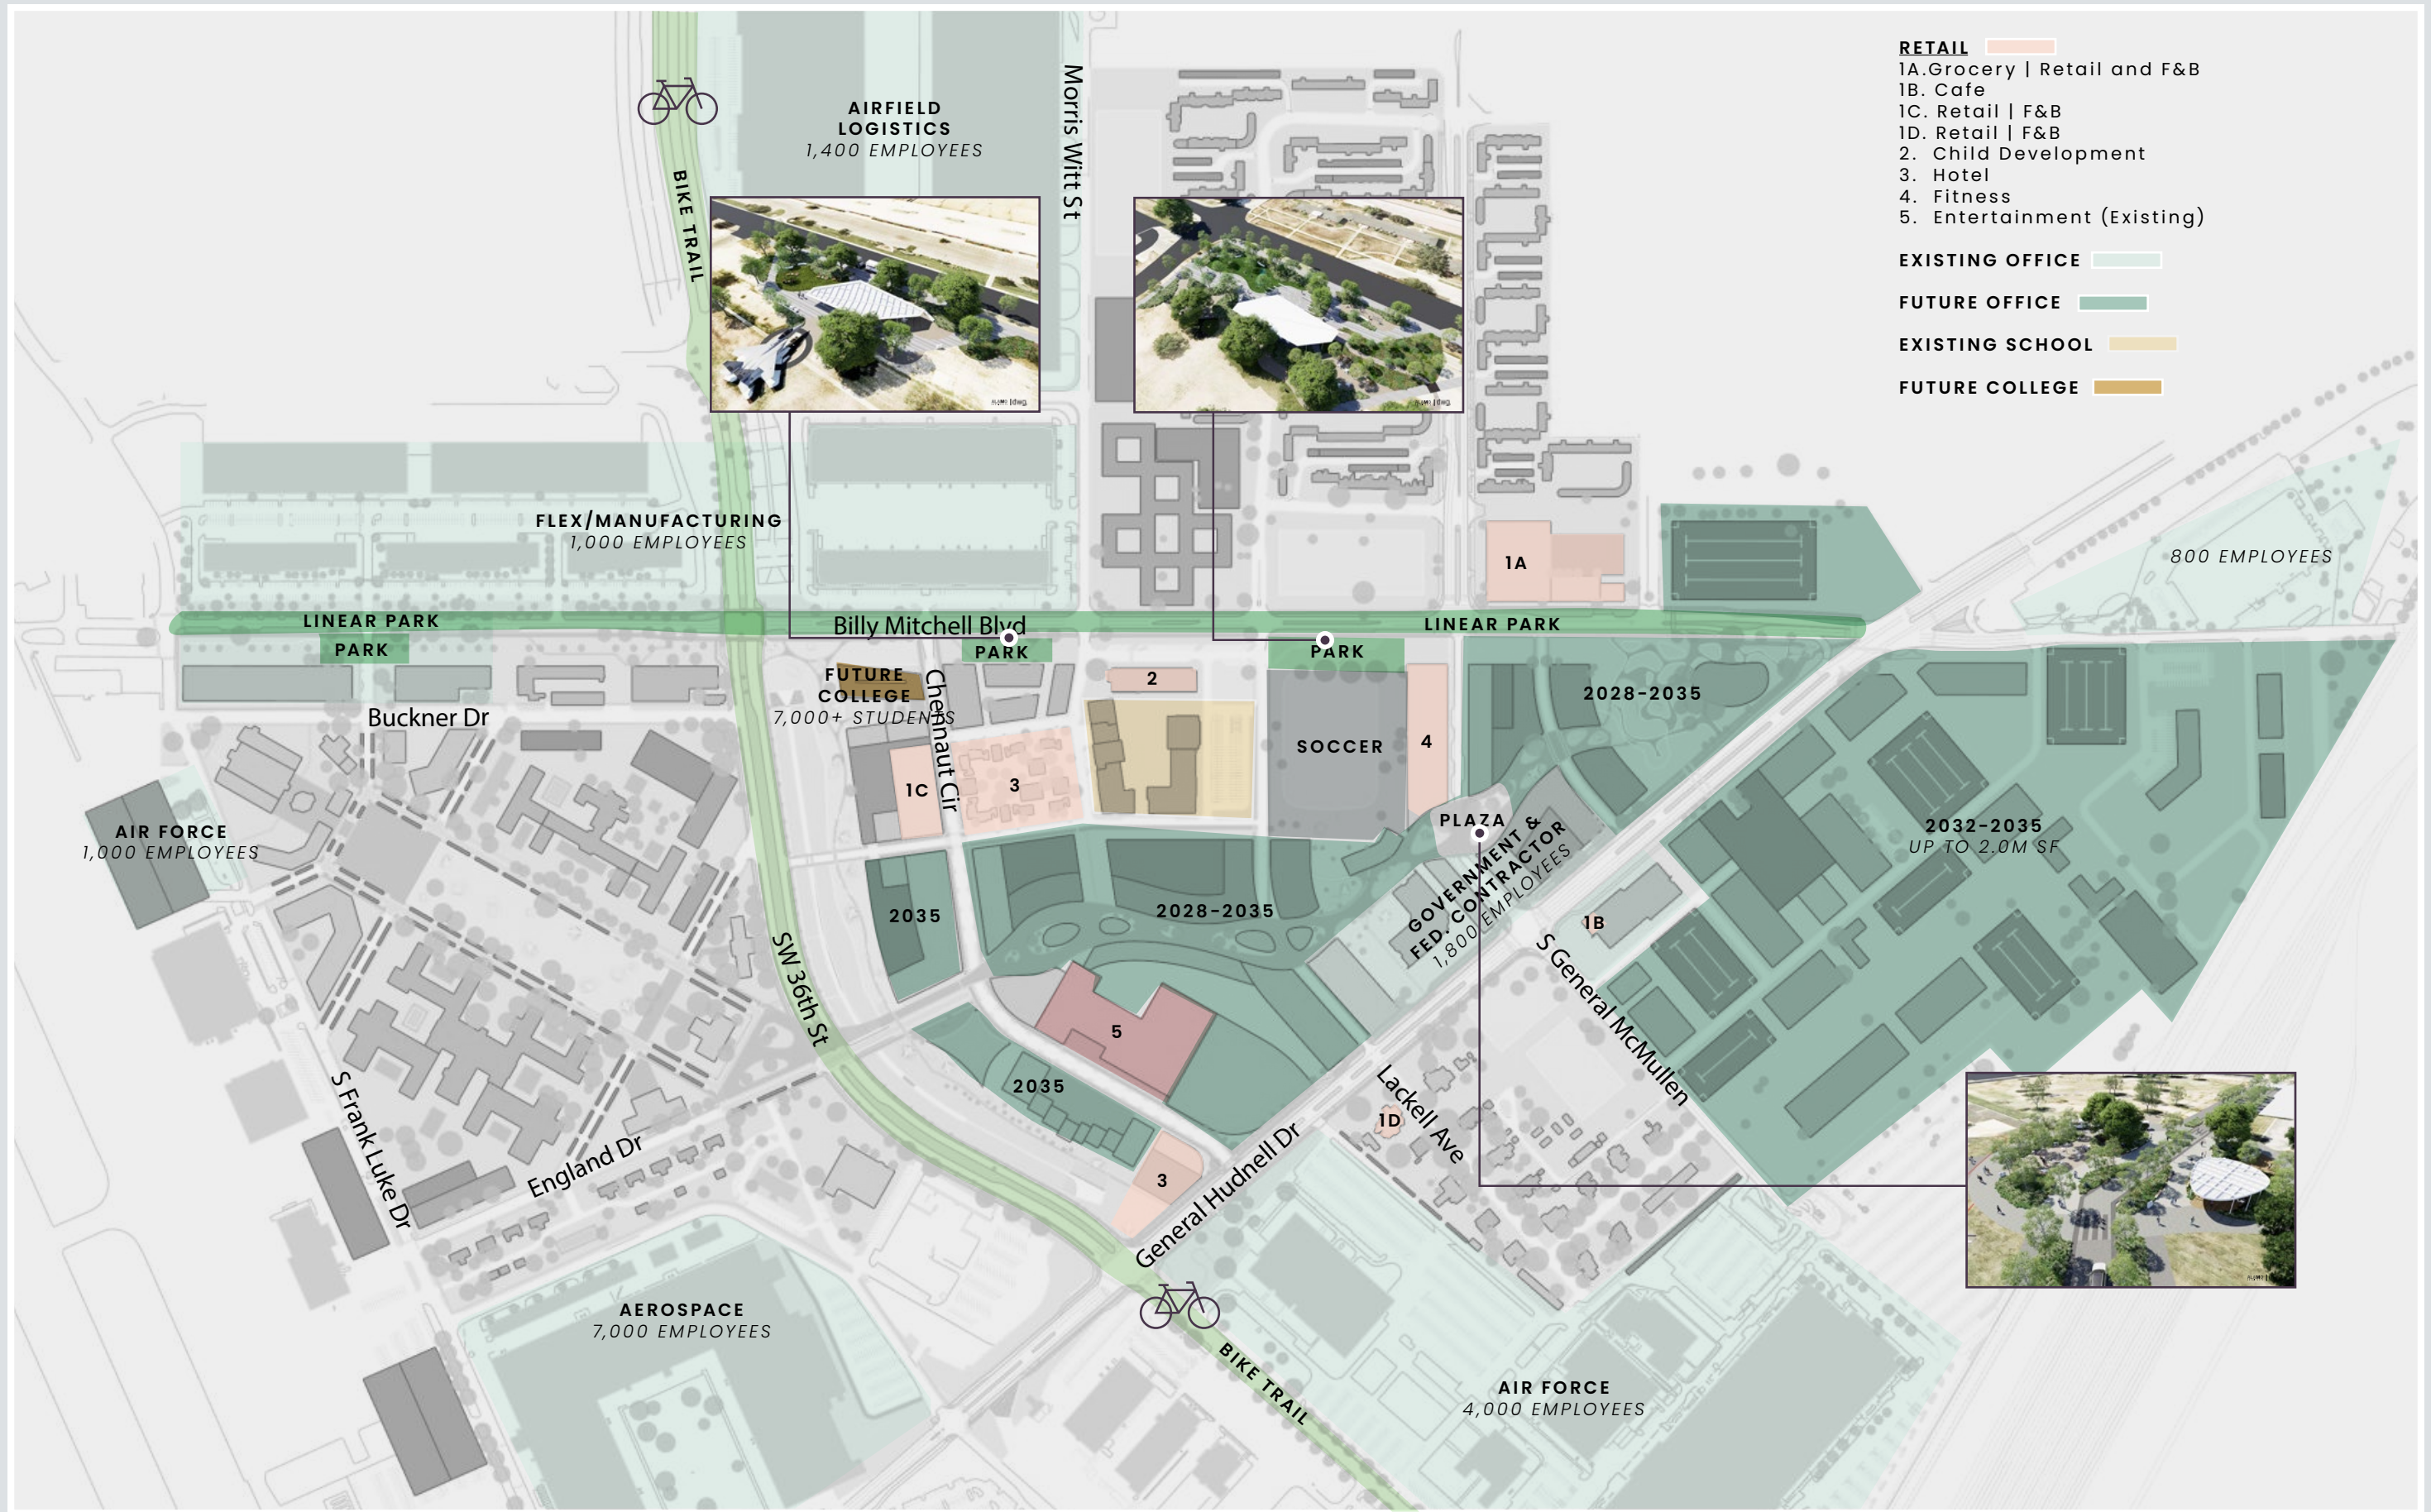 RETAIL
1A.Grocery | Retail and F&B
1B. Cafe
1C. Retail | F&B
1D. Retail | F&B
2. Child Development
3. Hotel
4. Fitness
5. Entertainment (Existing)
EXISTING OFFICE
FUTURE OFFICE
EXISTING SCHOOL
FUTURE COLLEGE
AIRFIELD
LOGISTICS
1,400 EMPLOYEES
Morris Witt St
BIKE TRAIL
FLEX/MANUFACTURING
1,000 EMPLOYEES
1A
800 EMPLOYEES
LINEAR PARK
Billy Mitchell Blvd
LINEAR PARK
PARK
PARK
PARK
FUTURE
COLLEGE
7,000+ STUDENTS
Chennaut Cir
2
2028-2035
Buckner Dr
SOCCER
4
1C
3
AIR FORCE
1,000 EMPLOYEES
PLAZA
GOVERNMENT &
FED. CONTRACTOR
1,800 EMPLOYEES
2032-2035
UP TO 2.0M SF
2035
2028-2035
1B
SW 36th St
S General McMullen
5
2035
Lackell Ave
1D
S Frank Luke Dr
England Dr
3
General Hudnell Dr
AEROSPACE
7,000 EMPLOYEES
BIKE TRAIL
AIR FORCE
4,000 EMPLOYEES